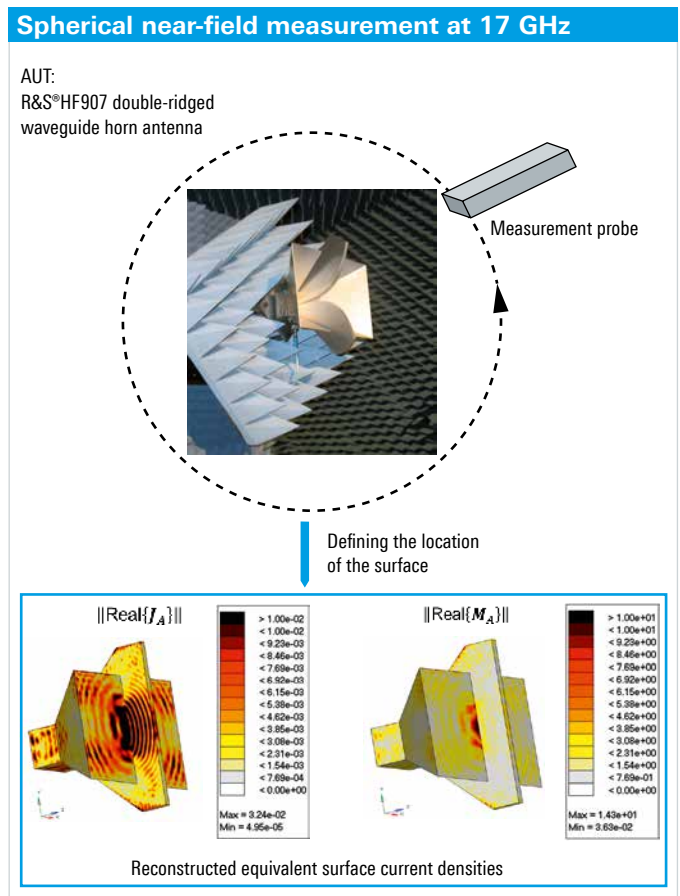 Spherical near-field measurement at 17 GHz
AUT:
R&S®HF907 double-ridged
waveguide horn antenna
Measurement probe
Defining the location
of the surface
||Real{J_A}||
> 1.00e-02
< 1.00e-02
< 9.23e-03
< 8.46e-03
< 7.69e-03
< 6.92e-03
< 6.15e-03
< 5.38e-03
< 4.62e-03
< 3.85e-03
< 3.08e-03
< 2.31e-03
< 1.54e-03
< 7.69e-04
< 0.00e+00
Max = 3.24e-02
Min = 4.95e-05
||Real{M_A}||
> 1.00e+01
< 1.00e+01
< 9.23e+00
< 8.46e+00
< 7.69e+00
< 6.92e+00
< 6.15e+00
< 5.38e+00
< 4.62e+00
< 3.85e+00
< 3.08e+00
< 2.31e+00
< 1.54e+00
< 7.69e-01
< 0.00e+00
Max = 1.43e+01
Min = 3.63e-02
Reconstructed equivalent surface current densities